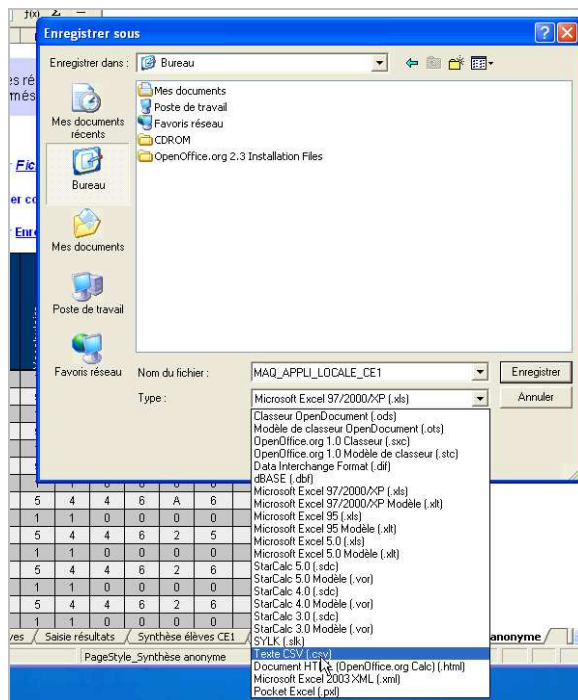 f(x) Σ =
Enregistrer sous
Enregistrer dans : Bureau
Mes documents récents
Bureau
Mes documents
Poste de travail
Favoris réseau
Mes documents
Poste de travail
Favoris réseau
CDROM
OpenOffice.org 2.3 Installation Files
Nom du fichier : MAQ_APPLI_LOCALE_CE1 Enregistrer
Type : Microsoft Excel 97/2000/XP (.xls) Annuler
Classeur OpenDocument (.ods)
Modèle de classeur OpenDocument (.ots)
OpenOffice.org 1.0 Classeur (.sxc)
OpenOffice.org 1.0 Modèle de classeur (.stc)
Data Interchange Format (.dif)
dBASE (.dbf)
Microsoft Excel 97/2000/XP (.xls)
Microsoft Excel 97/2000/XP Modèle (.xlt)
Microsoft Excel 95 (.xls)
Microsoft Excel 95 Modèle (.xlt)
Microsoft Excel 5.0 (.xls)
Microsoft Excel 5.0 Modèle (.xlt)
StarCalc 5.0 (.sdc)
StarCalc 5.0 Modèle (.vor)
StarCalc 4.0 (.sdc)
StarCalc 4.0 Modèle (.vor)
StarCalc 3.0 (.sdc)
StarCalc 3.0 Modèle (.vor)
SYLK (.slk)
Texte CSV (.csv)
Document HTML (OpenOffice.org Calc) (.html)
Microsoft Excel 2003 XML (.xml)
Pocket Excel (.pxl)
5 4 4 6 A 6
1 1 0 0 0 0
5 4 4 6 2 5
1 1 0 0 0 0
5 4 4 6 2 6
1 1 0 0 0 0
5 4 4 6 2 6
1 1 0 0 0 0
Saisie résultats Synthèse élèves CE1 anonyme
PageStyle_Synthèse anonyme